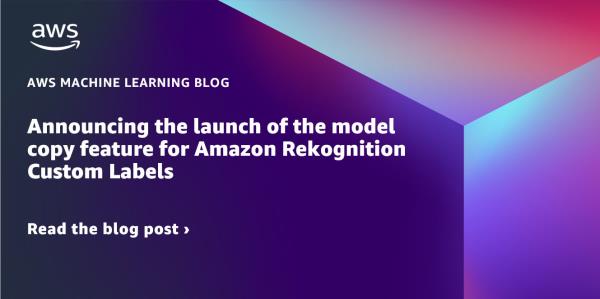 aws
AWS MACHINE LEARNING BLOG
Announcing the launch of the model
copy feature for Amazon Rekognition
Custom Labels
Read the blog post ›